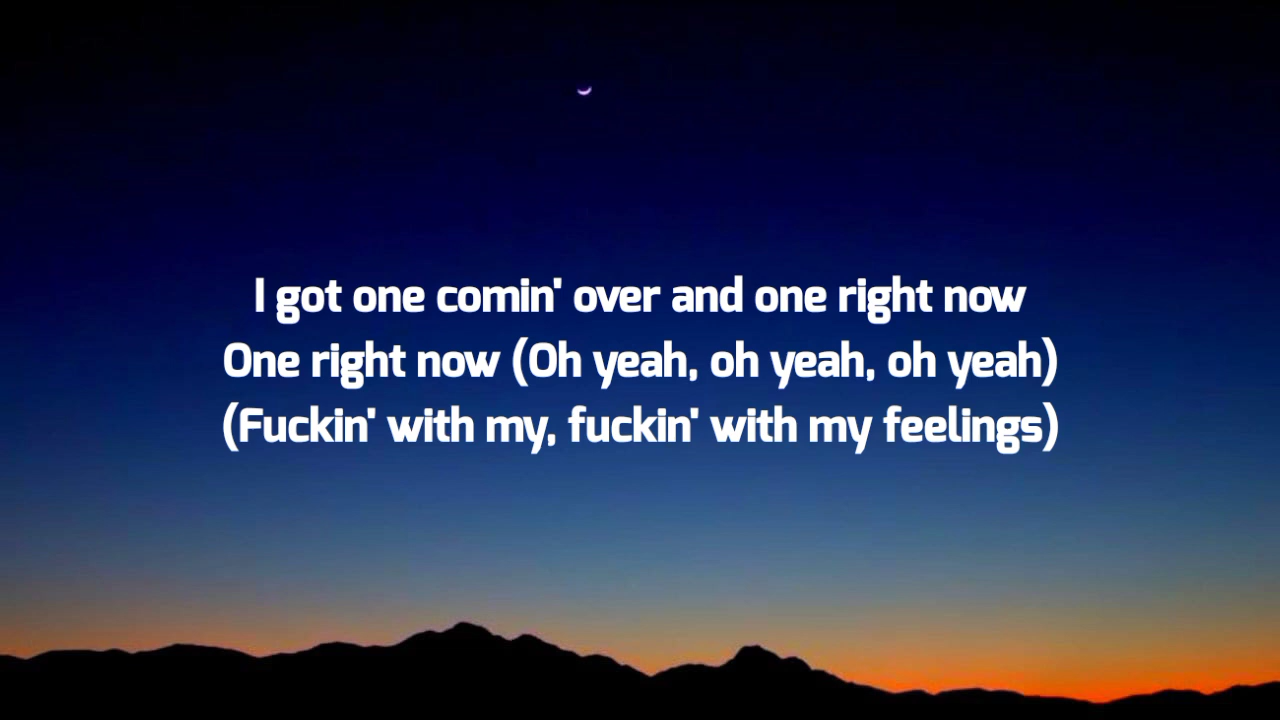 I got one comin' over and one right now
One right now (Oh yeah, oh yeah, oh yeah)
(Fuckin' with my, fuckin' with my feelings)